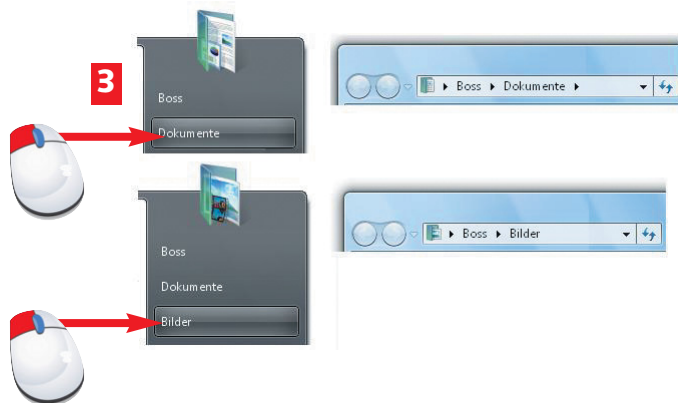 3
Boss
Dokumente
Boss ▸ Dokumente ▸
Boss
Dokumente
Bilder
Boss ▸ Bilder